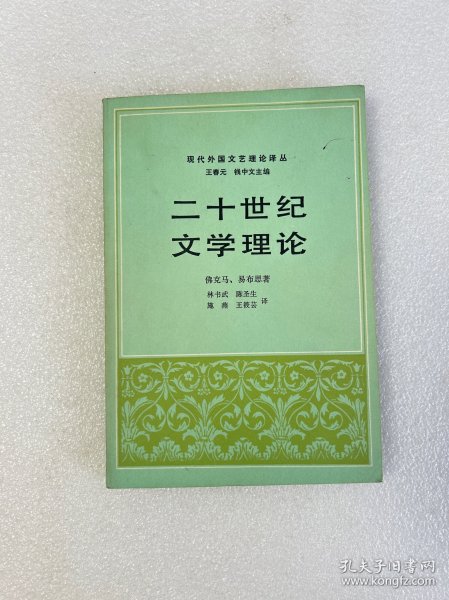 现代外国文艺理论译丛
王春元 钱中文主编
二十世纪
文学理论
佛克马、易布思著
林书武 陈圣生
施燕 王筱芸 译
孔夫子旧书网
www.kongfz.com